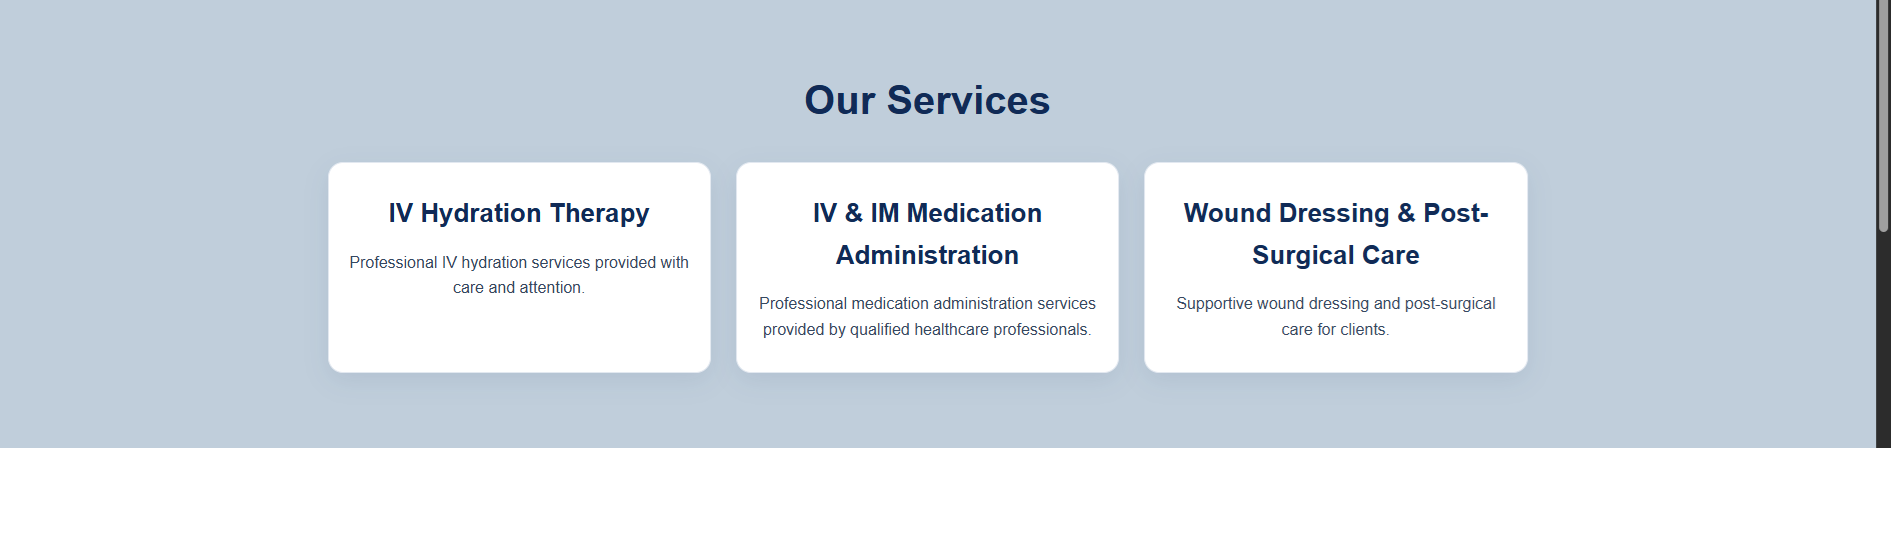 Our Services
IV Hydration Therapy
Professional IV hydration services provided with
care and attention.
IV & IM Medication
Administration
Professional medication administration services
provided by qualified healthcare professionals.
Wound Dressing & Post-
Surgical Care
Supportive wound dressing and post-surgical
care for clients.